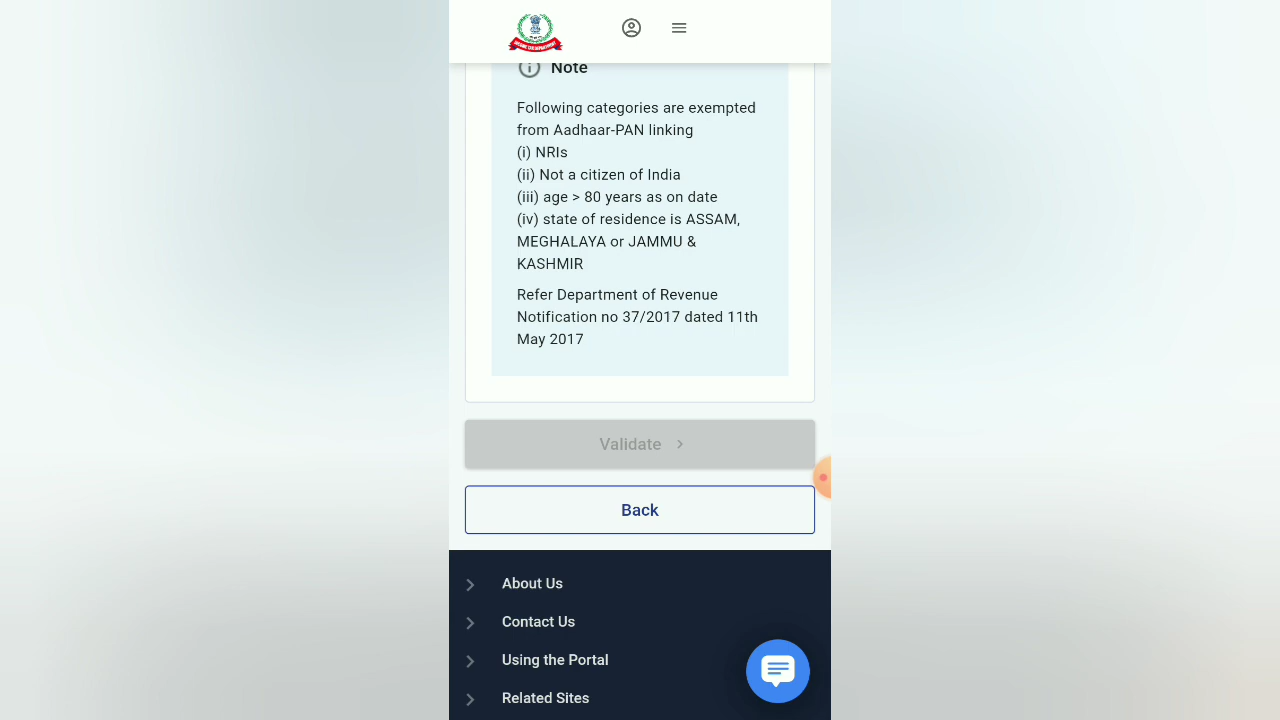 Note
Following categories are exempted
from Aadhaar-PAN linking
(i) NRIs
(ii) Not a citizen of India
(iii) age > 80 years as on date
(iv) state of residence is ASSAM,
MEGHALAYA or JAMMU &
KASHMIR
Refer Department of Revenue
Notification no 37/2017 dated 11th
May 2017
Validate
Back
About Us
Contact Us
Using the Portal
Related Sites